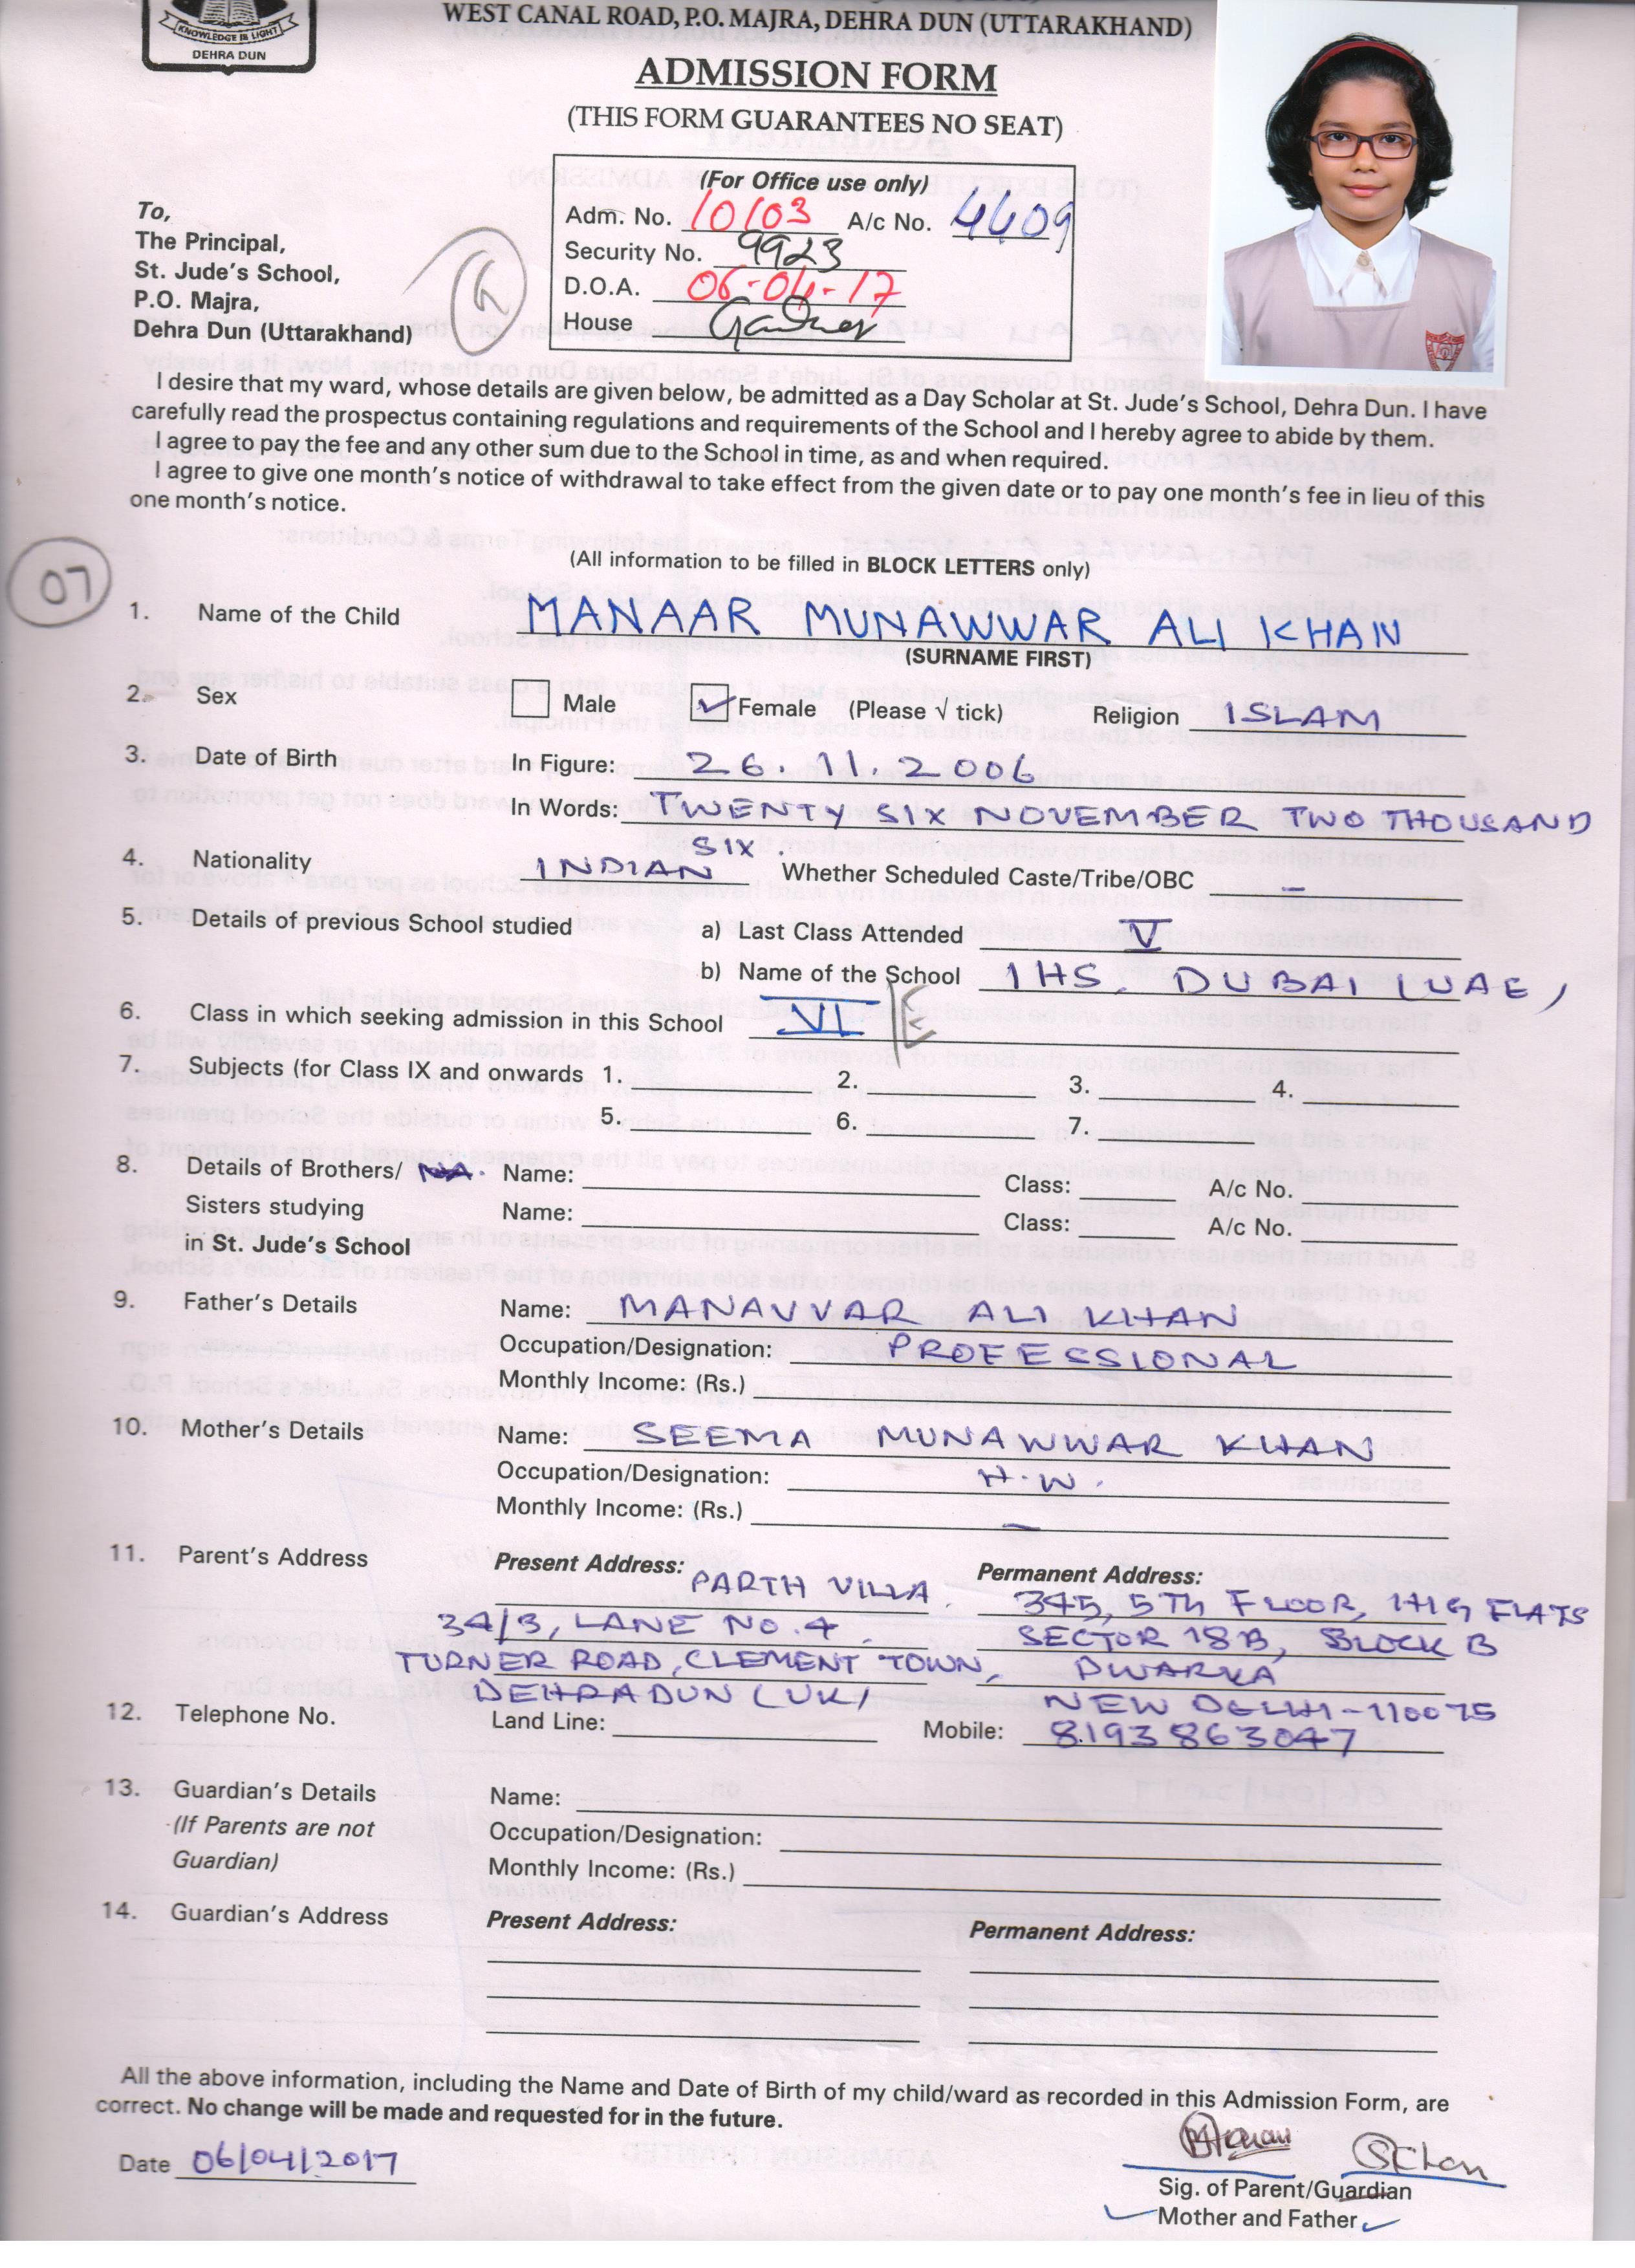 KNOWLEDGE IS LIGHT
DEHRA DUN
WEST CANAL ROAD, P.O. MAJRA, DEHRA DUN (UTTARAKHAND)
ADMISSION FORM
(THIS FORM GUARANTEES NO SEAT)
(For Office use only)
Adm. No. 10103 A/c No. 4409
Security No. 9923
D.O.A. 06-04-17
House
To,
The Principal,
St. Jude's School,
P.O. Majra,
Dehra Dun (Uttarakhand)
I desire that my ward, whose details are given below, be admitted as a Day Scholar at St. Jude's School, Dehra Dun. I have
carefully read the prospectus containing regulations and requirements of the School and I hereby agree to abide by them.
I agree to pay the fee and any other sum due to the School in time, as and when required.
I agree to give one month's notice of withdrawal to take effect from the given date or to pay one month's fee in lieu of this
one month's notice.
07
(All information to be filled in BLOCK LETTERS only)
1. Name of the Child MANAAR MUNAWWAR ALI KHAN
(SURNAME FIRST)
2. Sex Male Female (Please √ tick) Religion ISLAM
3. Date of Birth In Figure: 26.11.2006
In Words: TWENTY SIX NOVEMBER TWO THOUSAND
SIX.
4. Nationality INDIAN Whether Scheduled Caste/Tribe/OBC –
5. Details of previous School studied a) Last Class Attended V
b) Name of the School IHS. DUBAI (UAE)
6. Class in which seeking admission in this School VI/E
7. Subjects (for Class IX and onwards 1. 2. 3. 4.
5. 6. 7.
8. Details of Brothers/ NA. Name: Class: A/c No.
Sisters studying Name: Class: A/c No.
in St. Jude's School
9. Father's Details Name: MANAVVAR ALI KHAN
Occupation/Designation: PROFESSIONAL
Monthly Income: (Rs.)
10. Mother's Details Name: SEEMA MUNAWWAR KHAN
Occupation/Designation: H.W.
Monthly Income: (Rs.) –
11. Parent's Address Present Address: Permanent Address:
PARTH VILLA. 345, 5Th FLOOR, HIG FLATS
34/3, LANE NO. 4 SECTOR 18B, BLOCK B
TURNER ROAD, CLEMENT TOWN, DWARKA
DEHRADUN (UK) NEW DELHI-110075
12. Telephone No. Land Line: Mobile: 8193863047
13. Guardian's Details Name:
(If Parents are not Occupation/Designation:
Guardian) Monthly Income: (Rs.)
14. Guardian's Address Present Address: Permanent Address:
All the above information, including the Name and Date of Birth of my child/ward as recorded in this Admission Form, are
correct. No change will be made and requested for in the future.
Date 06/04/2017
SKhan
Sig. of Parent/Guardian
Mother and Father